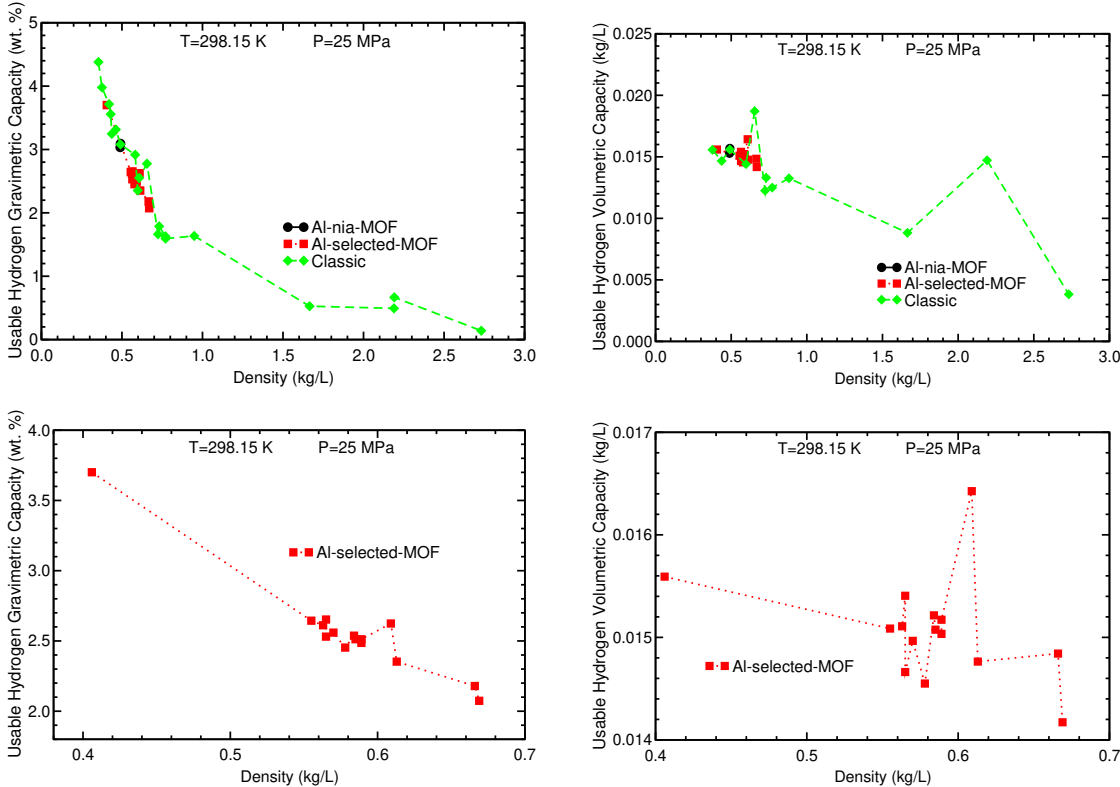 Usable Hydrogen Gravimetric Capacity (wt. %)
5
4
3
2
1
0
T=298.15 K P=25 MPa
Al-nia-MOF
Al-selected-MOF
Classic
0.0 0.5 1.0 1.5 2.0 2.5 3.0
Density (kg/L)
Usable Hydrogen Volumetric Capacity (kg/L)
0.025
0.020
0.015
0.010
0.005
0.000
T=298.15 K P=25 MPa
Al-nia-MOF
Al-selected-MOF
Classic
0.0 0.5 1.0 1.5 2.0 2.5 3.0
Density (kg/L)
Usable Hydrogen Gravimetric Capacity (wt. %)
4.0
3.5
3.0
2.5
2.0
T=298.15 K P=25 MPa
Al-selected-MOF
0.4 0.5 0.6 0.7
Density (kg/L)
Usable Hydrogen Volumetric Capacity (kg/L)
0.017
0.016
0.015
0.014
T=298.15 K P=25 MPa
Al-selected-MOF
0.4 0.5 0.6 0.7
Density (kg/L)